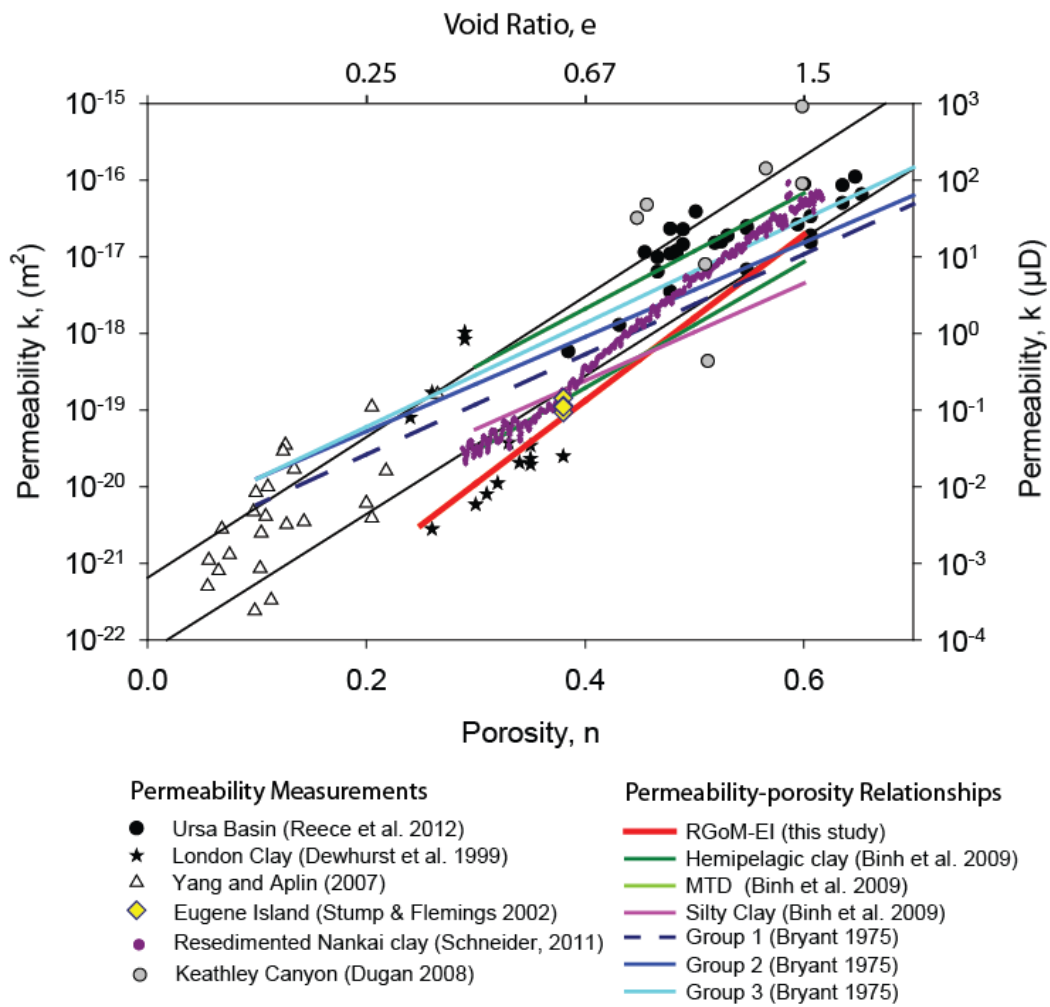 Void Ratio, e
0.25 0.67 1.5
10-15 10-16 10-17 10-18 10-19 10-20 10-21 10-22
Permeability k, (m2)
103 102 101 100 10-1 10-2 10-3 10-4
Permeability, k (μD)
0.0 0.2 0.4 0.6
Porosity, n
Permeability Measurements
Ursa Basin (Reece et al. 2012)
London Clay (Dewhurst et al. 1999)
Yang and Aplin (2007)
Eugene Island (Stump & Flemings 2002)
Resedimented Nankai clay (Schneider, 2011)
Keathley Canyon (Dugan 2008)
Permeability-porosity Relationships
RGoM-EI (this study)
Hemipelagic clay (Binh et al. 2009)
MTD (Binh et al. 2009)
Silty Clay (Binh et al. 2009)
Group 1 (Bryant 1975)
Group 2 (Bryant 1975)
Group 3 (Bryant 1975)